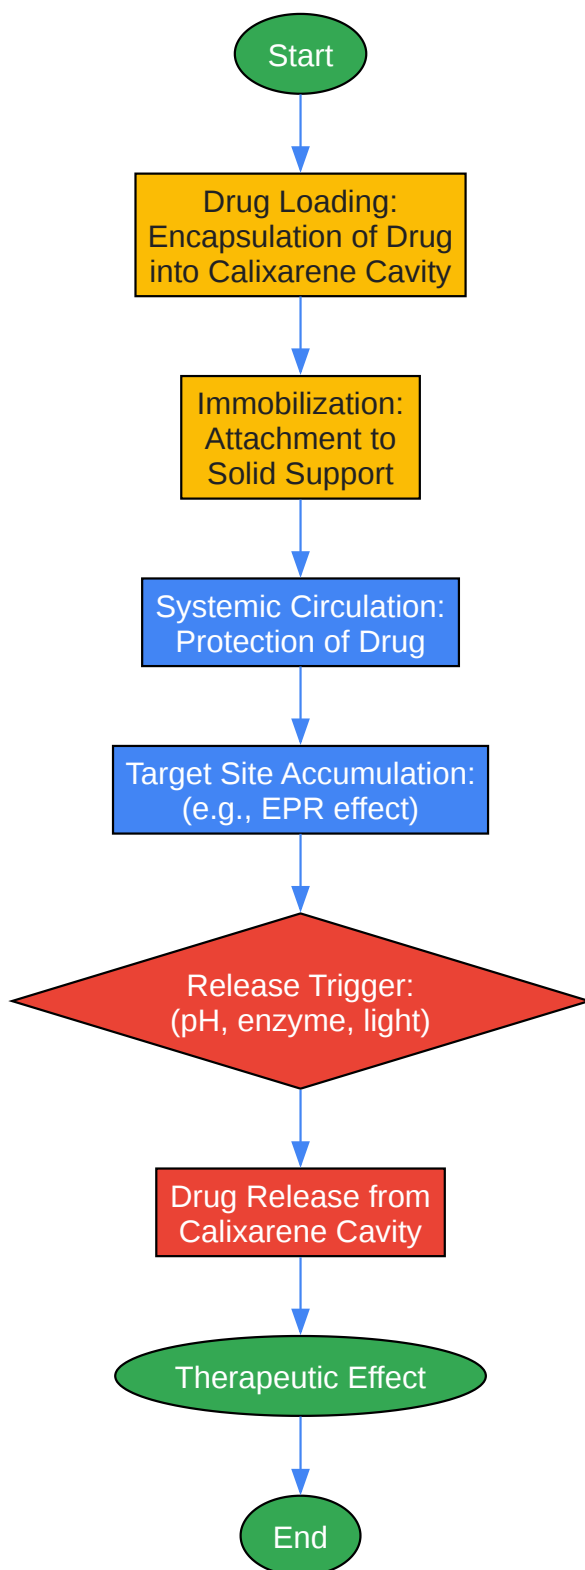 Start
Drug Loading:
Encapsulation of Drug
into Calixarene Cavity
Immobilization:
Attachment to
Solid Support
Systemic Circulation:
Protection of Drug
Target Site Accumulation:
(e.g., EPR effect)
Release Trigger:
(pH, enzyme, light)
Drug Release from
Calixarene Cavity
Therapeutic Effect
End